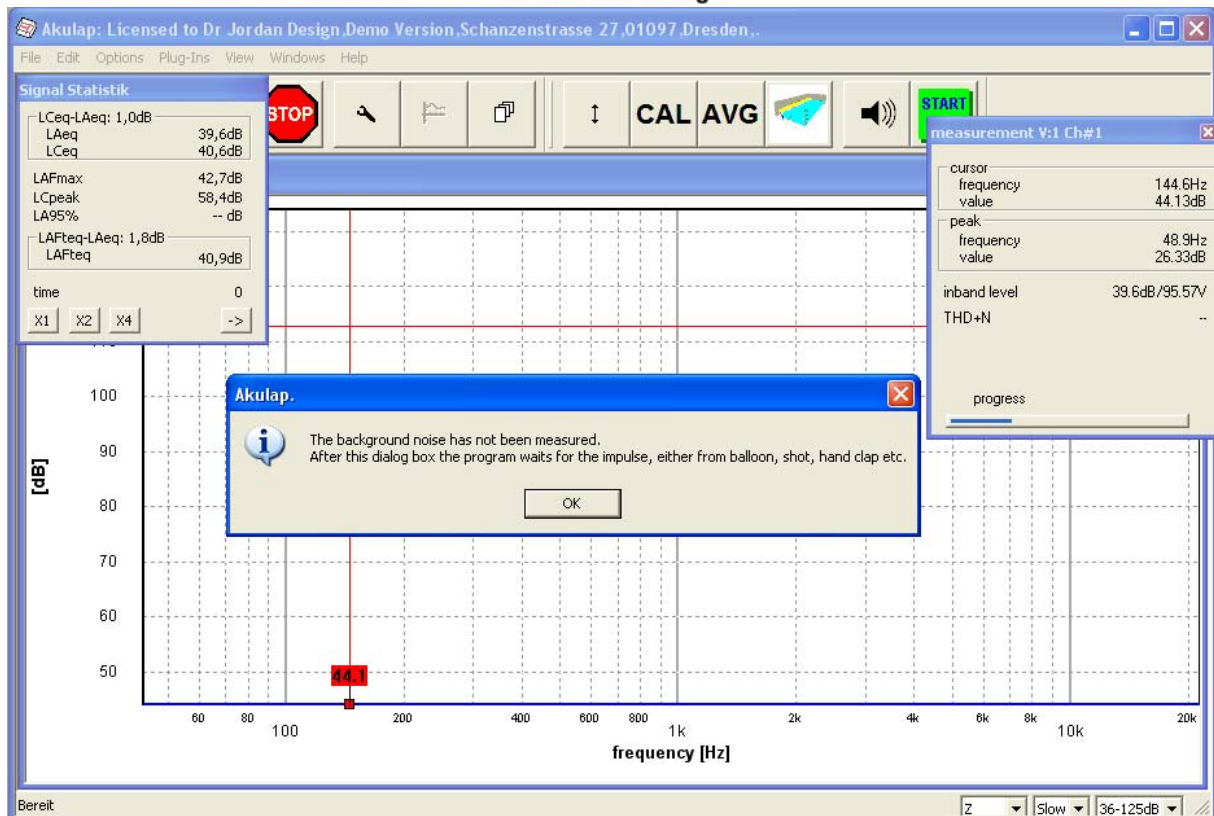 Akulap: Licensed to Dr Jordan Design,Demo Version,Schanzenstrasse 27,01097,Dresden,.
File Edit Options Plug-Ins View Windows Help
Signal Statistik
LCeq-LAeq: 1,0dB
LAeq 39,6dB
LCeq 40,6dB
LAFmax 42,7dB
LCpeak 58,4dB
LA95% -- dB
LAFteq-LAeq: 1,8dB
LAFteq 40,9dB
time 0
X1 X2 X4 ->
STOP CAL AVG START
measurement V:1 Ch#1
cursor
frequency 144.6Hz
value 44.13dB
peak
frequency 48.9Hz
value 26.33dB
inband level 39.6dB/95.57V
THD+N --
progress
Akulap.
The background noise has not been measured.
After this dialog box the program waits for the impulse, either from balloon, shot, hand clap etc.
OK
[dB]
100
90
80
70
60
50
44.1
60 80 100 200 400 600 800 1k 2k 4k 6k 8k 10k 20k
frequency [Hz]
Bereit Z Slow 36-125dB